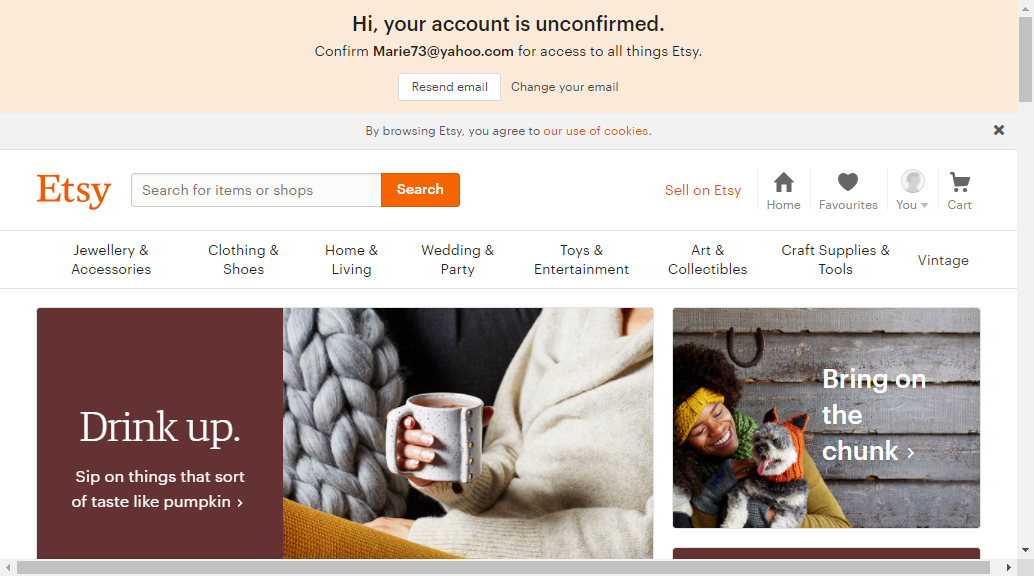 Hi, your account is unconfirmed.
Confirm Marie73@yahoo.com for access to all things Etsy.
Resend email Change your email
By browsing Etsy, you agree to our use of cookies.
Etsy
Search for items or shops
Search
Sell on Etsy
Home
Favourites
You
Cart
Jewellery &
Accessories
Clothing &
Shoes
Home &
Living
Wedding &
Party
Toys &
Entertainment
Art &
Collectibles
Craft Supplies &
Tools
Vintage
Drink up.
Sip on things that sort
of taste like pumpkin ›
Bring on
the
chunk ›